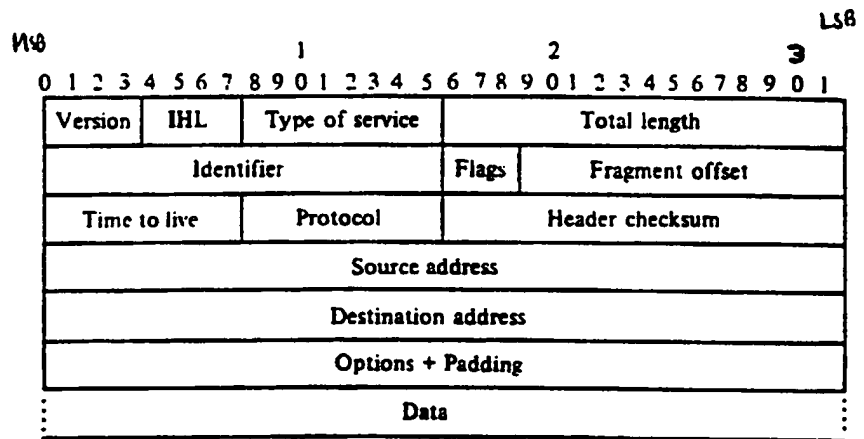 MSB LSB
1 2 3
0 1 2 3 4 5 6 7 8 9 0 1 2 3 4 5 6 7 8 9 0 1 2 3 4 5 6 7 8 9 0 1
Version IHL Type of service Total length
Identifier Flags Fragment offset
Time to live Protocol Header checksum
Source address
Destination address
Options + Padding
Data